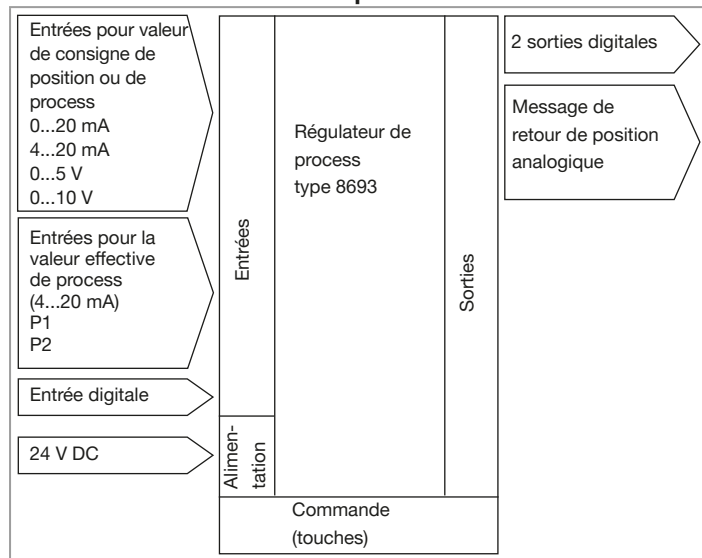 Entrées pour valeur
de consigne de
position ou de
process
0...20 mA
4...20 mA
0...5 V
0...10 V
Entrées pour la
valeur effective
de process
(4...20 mA)
P1
P2
Entrée digitale
24 V DC
Entrées
Alimen-
tation
Régulateur de
process
type 8693
Sorties
Commande
(touches)
2 sorties digitales
Message de
retour de position
analogique